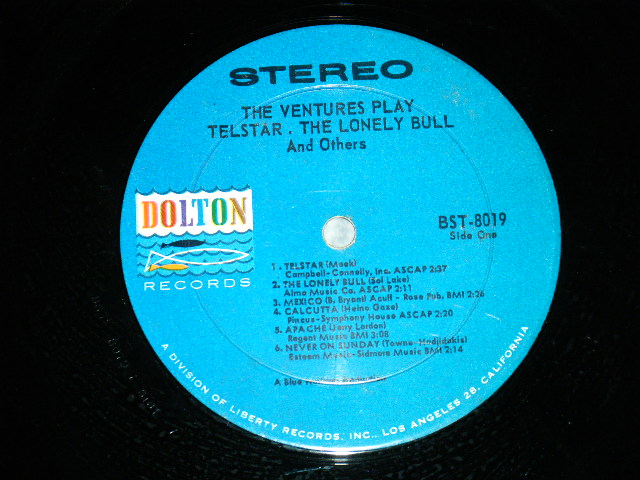 STEREO
THE VENTURES PLAY
TELSTAR . THE LONELY BULL
And Others
DOLTON
RECORDS
BST-8019
Side One
1 . TELSTAR (Meek)
Campbell-Connelly, Inc. ASCAP 2:37
2. THE LONELY BULL (Sol Lake)
Almo Music Co. ASCAP 2:11
3. MEXICO (B. Bryant) Acuff - Rose Pub. BMI 2:26
4. CALCUTTA (Heino Gaze)
Pincus-Symphony House ASCAP 2:20
5. APACHE (Jerry Lordan)
Regent Music BMI 3:08
6. NEVER ON SUNDAY (Towne-Hadjidakis)
Esteem Music-Sidmore Music BMI 2:14
A Blue
A DIVISION OF LIBERTY RECORDS, INC., LOS ANGELES 28, CALIFORNIA